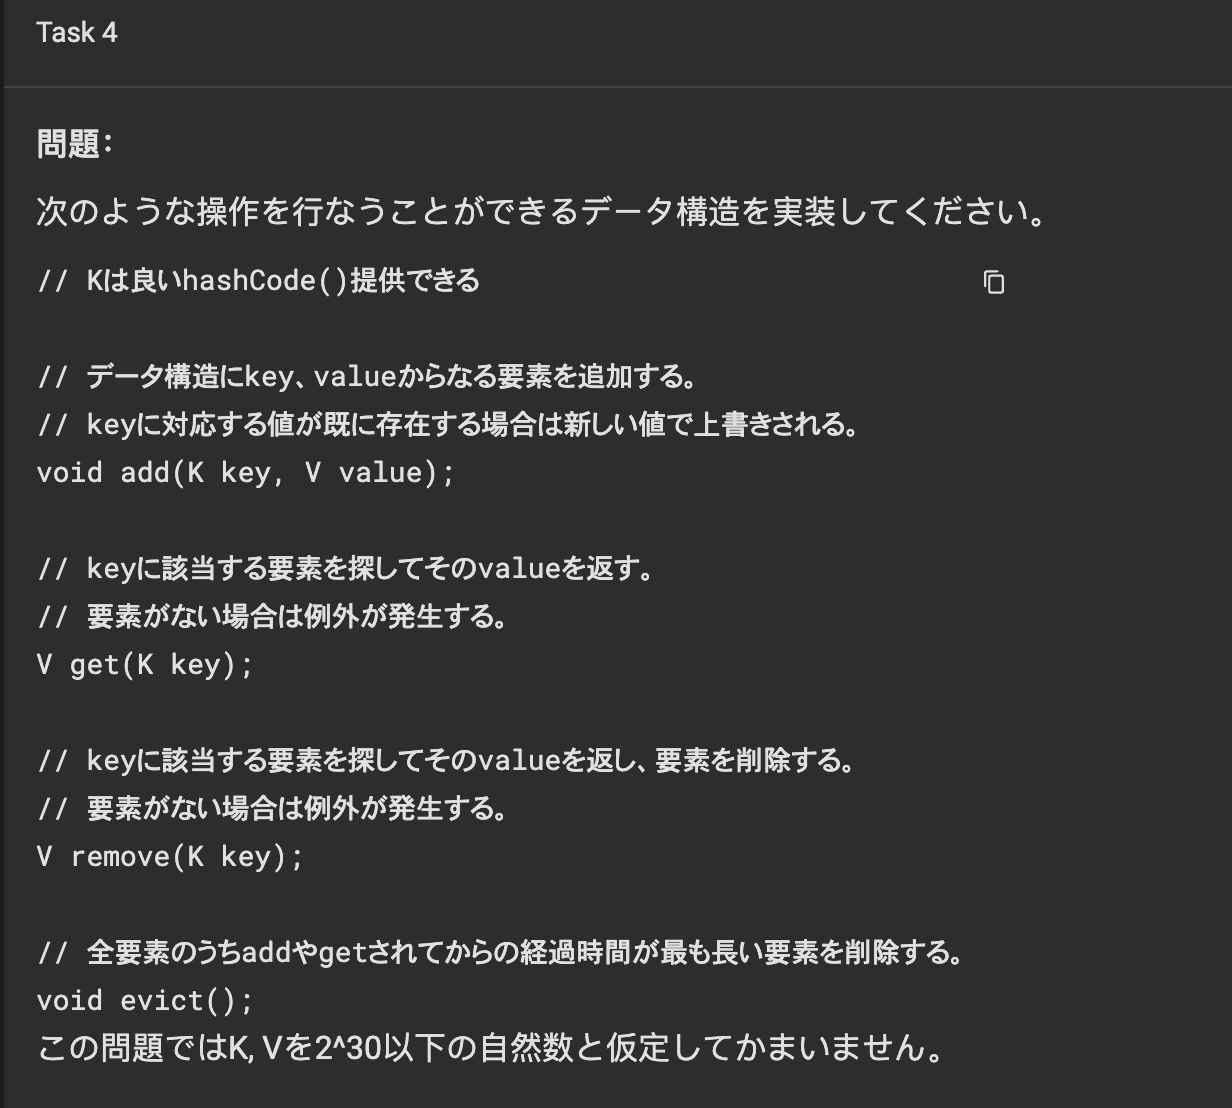 Task 4
問題：
次のような操作を行なうことができるデータ構造を実装してください。
// Kは良いhashCode()提供できる
// データ構造にkey、valueからなる要素を追加する。
// keyに対応する値が既に存在する場合は新しい値で上書きされる。
void add(K key, V value);
// keyに該当する要素を探してそのvalueを返す。
// 要素がない場合は例外が発生する。
V get(K key);
// keyに該当する要素を探してそのvalueを返し、要素を削除する。
// 要素がない場合は例外が発生する。
V remove(K key);
// 全要素のうちaddやgetされてからの経過時間が最も長い要素を削除する。
void evict();
この問題ではK, Vを2^30以下の自然数と仮定してかまいません。